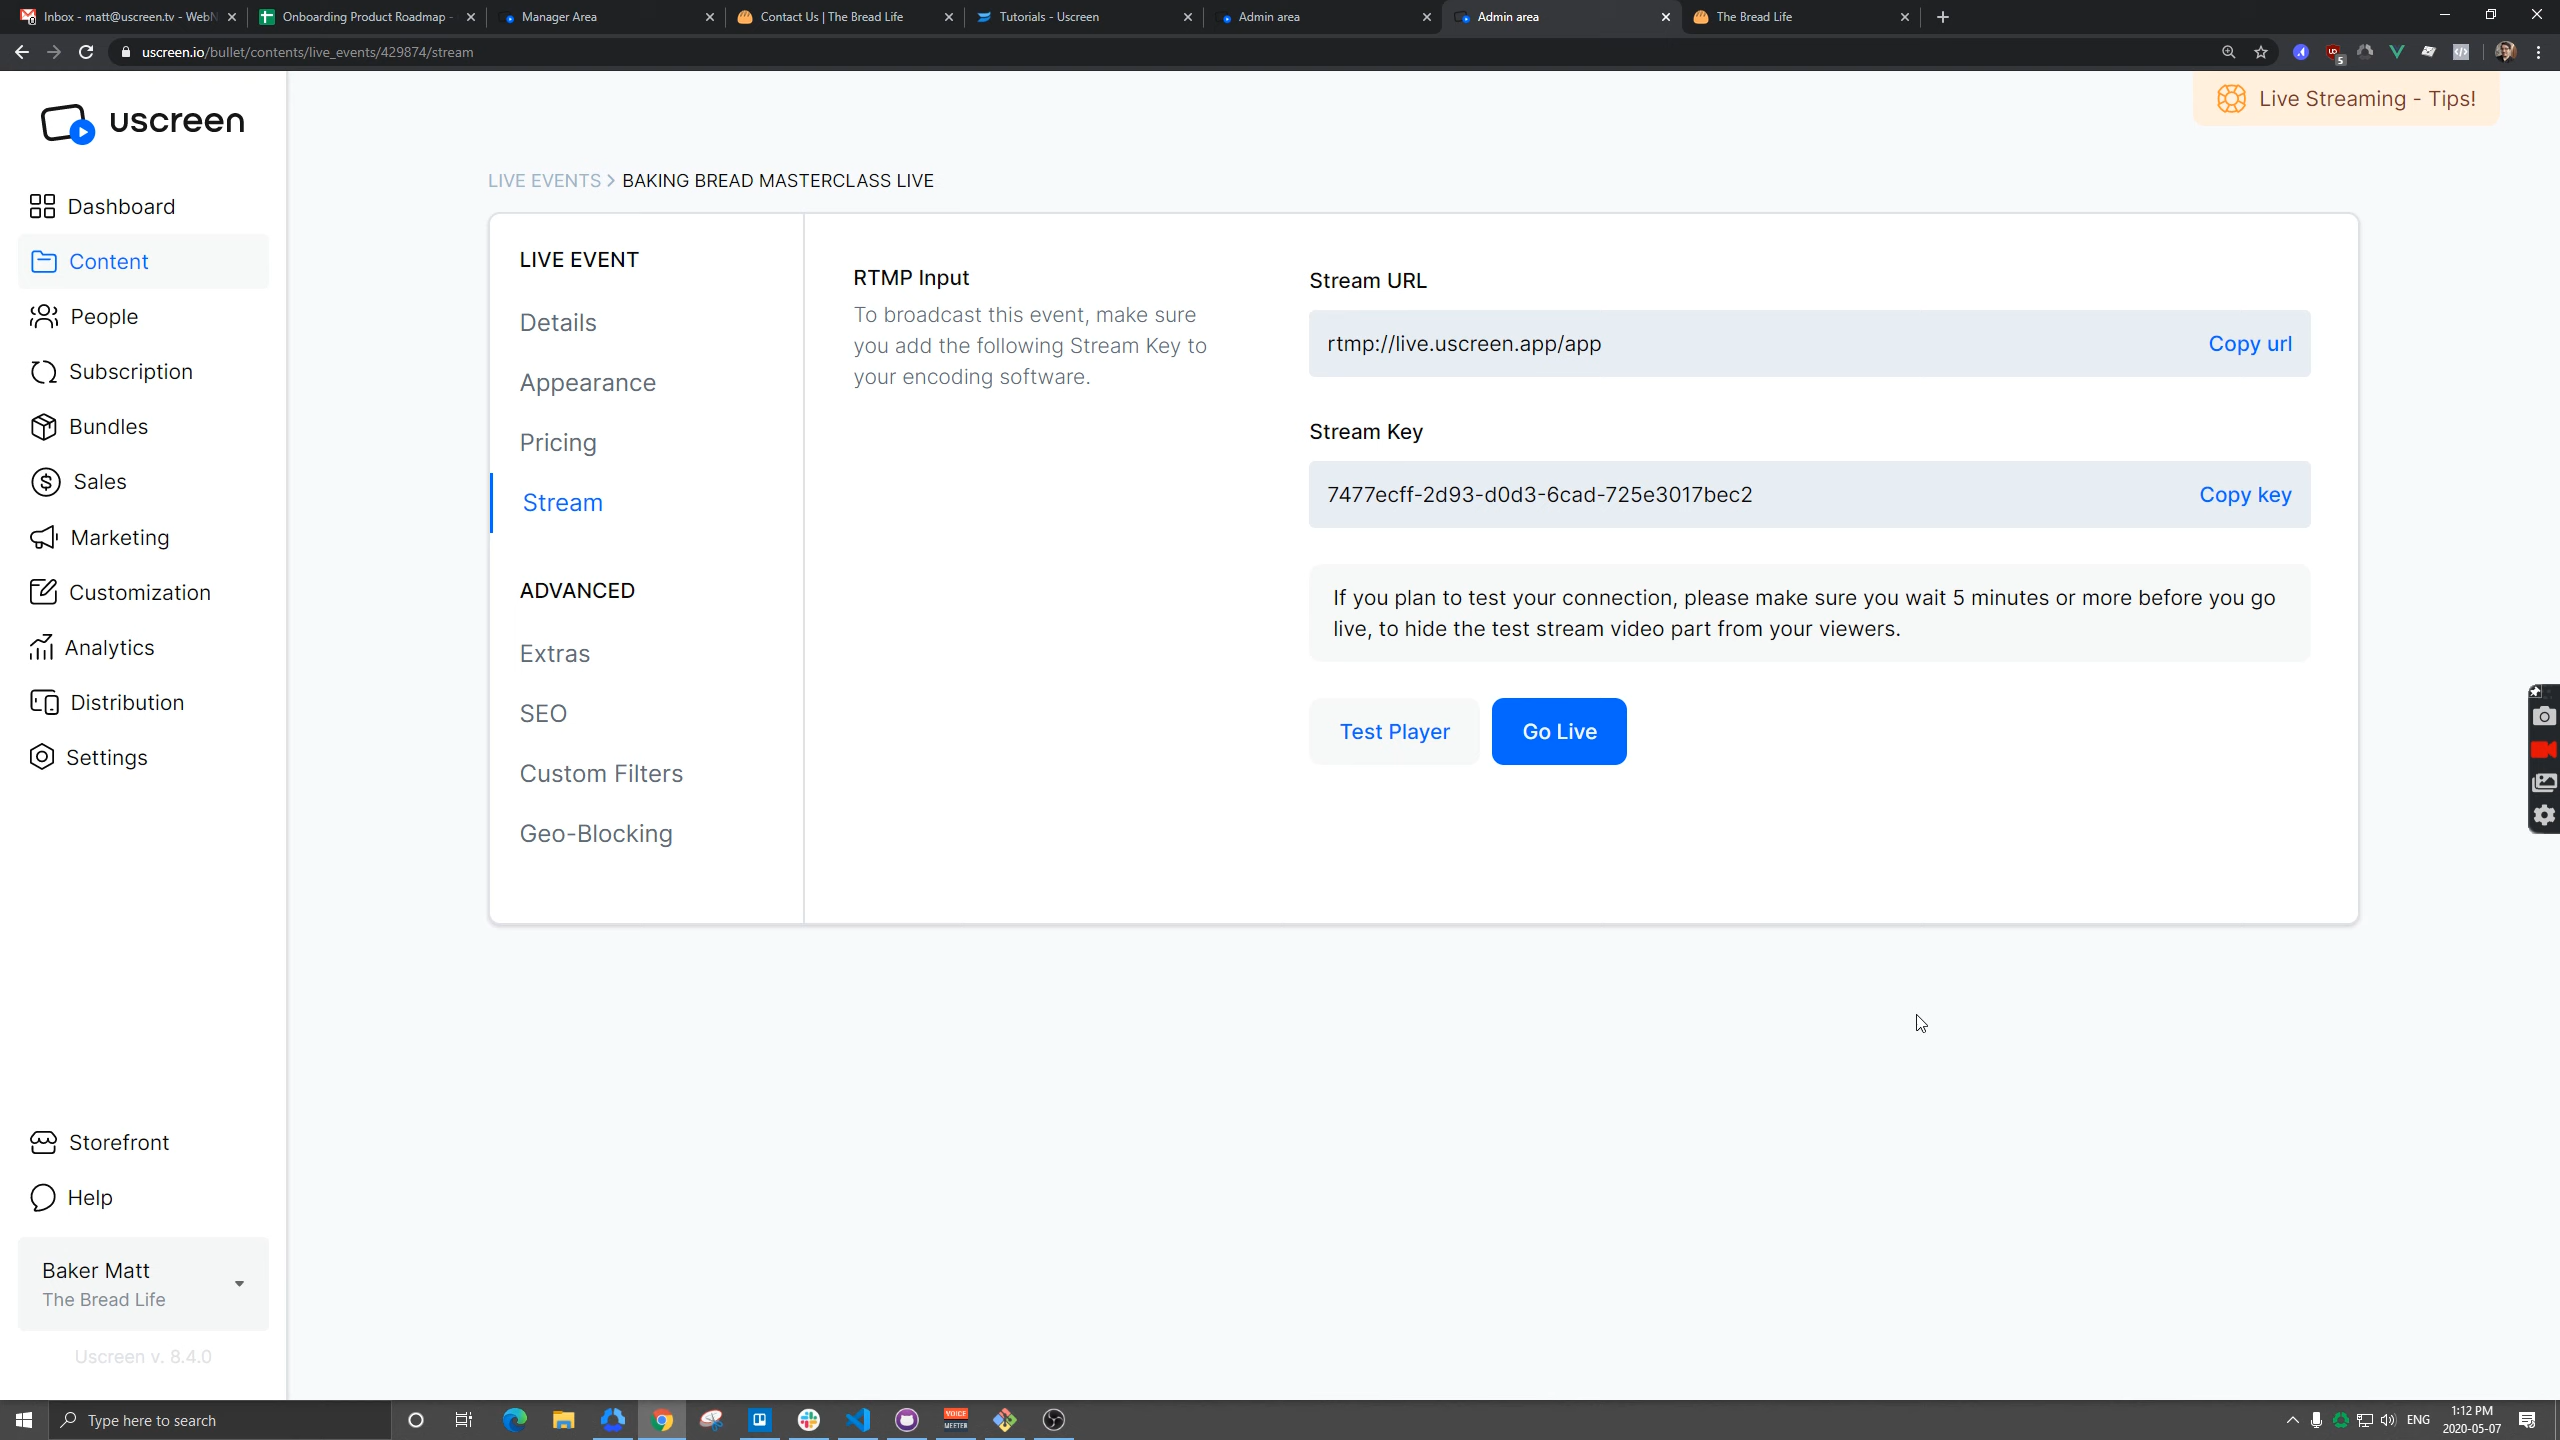 Inbox - matt@uscreen.tv - WebN
Onboarding Product Roadmap -
Manager Area
Contact Us | The Bread Life
Tutorials - Uscreen
Admin area
Admin area
The Bread Life
uscreen.io/bullet/contents/live_events/429874/stream
5
uscreen
Live Streaming - Tips!
Dashboard
Content
People
Subscription
Bundles
Sales
Marketing
Customization
Analytics
Distribution
Settings
Storefront
Help
Baker Matt
The Bread Life
Uscreen v. 8.4.0
LIVE EVENTS > BAKING BREAD MASTERCLASS LIVE
LIVE EVENT
Details
Appearance
Pricing
Stream
ADVANCED
Extras
SEO
Custom Filters
Geo-Blocking
RTMP Input
To broadcast this event, make sure
you add the following Stream Key to
your encoding software.
Stream URL
rtmp://live.uscreen.app/app
Copy url
Stream Key
7477ecff-2d93-d0d3-6cad-725e3017bec2
Copy key
If you plan to test your connection, please make sure you wait 5 minutes or more before you go
live, to hide the test stream video part from your viewers.
Test Player
Go Live
Type here to search
VOICE
MEETER
ENG
1:12 PM
2020-05-07